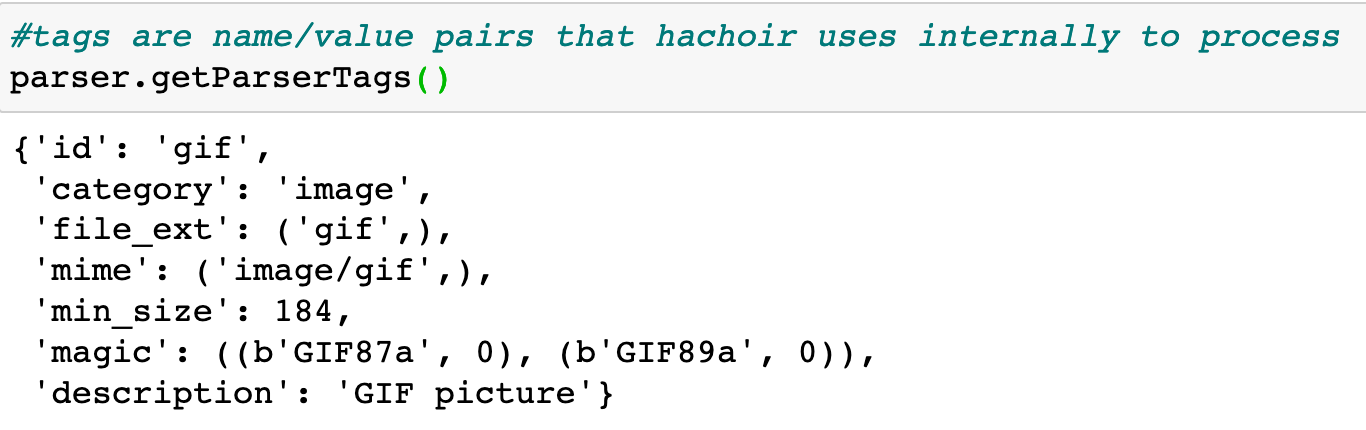 #tags are name/value pairs that hachoir uses internally to process
parser.getParserTags()
{'id': 'gif',
 'category': 'image',
 'file_ext': ('gif',),
 'mime': ('image/gif',),
 'min_size': 184,
 'magic': ((b'GIF87a', 0), (b'GIF89a', 0)),
 'description': 'GIF picture'}